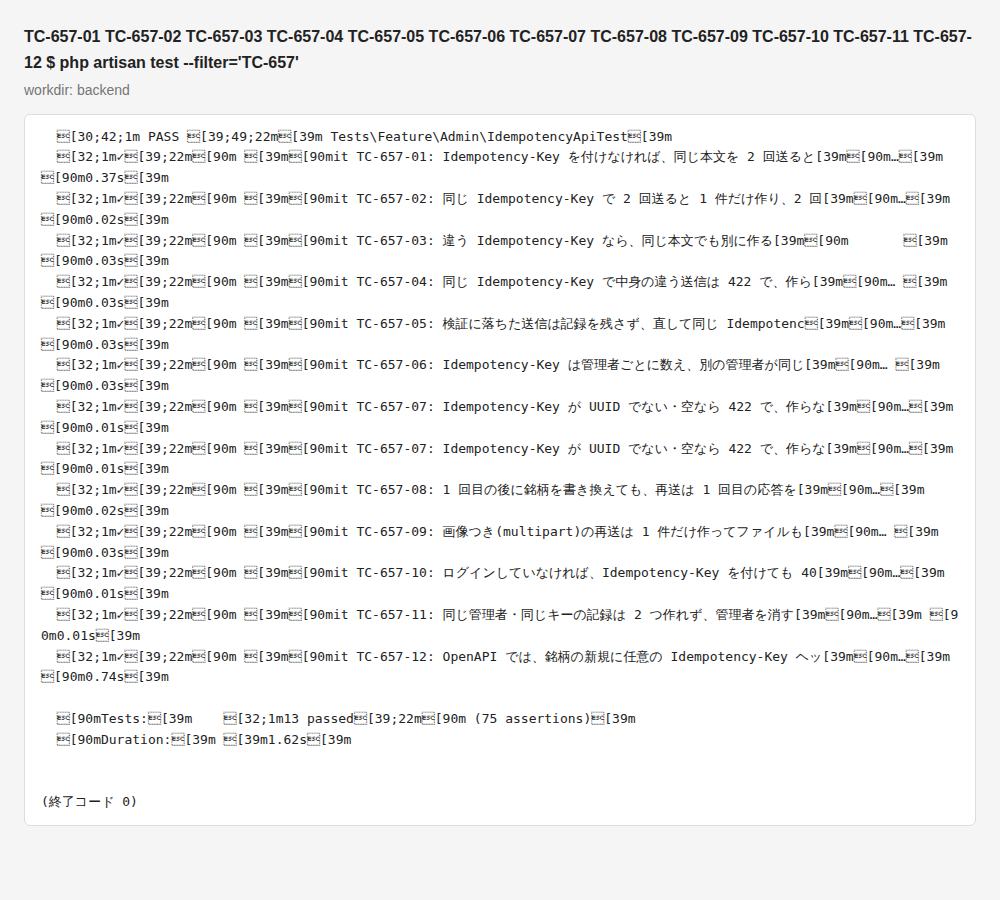 TC-657-01 TC-657-02 TC-657-03 TC-657-04 TC-657-05 TC-657-06 TC-657-07 TC-657-08 TC-657-09 TC-657-10 TC-657-11 TC-657-
12 $ php artisan test --filter='TC-657'
workdir: backend
␛[30;42;1m PASS ␛[39;49;22m␛[39m Tests\Feature\Admin\IdempotencyApiTest␛[39m
␛[32;1m✓␛[39;22m␛[90m ␛[39m␛[90mit TC-657-01: Idempotency-Key を付けなければ、同じ本文を 2 回送ると␛[39m␛[90m…␛[39m
␛[90m0.37s␛[39m
␛[32;1m✓␛[39;22m␛[90m ␛[39m␛[90mit TC-657-02: 同じ Idempotency-Key で 2 回送ると 1 件だけ作り、2 回␛[39m␛[90m…␛[39m
␛[90m0.02s␛[39m
␛[32;1m✓␛[39;22m␛[90m ␛[39m␛[90mit TC-657-03: 違う Idempotency-Key なら、同じ本文でも別に作る␛[39m␛[90m ␛[39m
␛[90m0.03s␛[39m
␛[32;1m✓␛[39;22m␛[90m ␛[39m␛[90mit TC-657-04: 同じ Idempotency-Key で中身の違う送信は 422 で、作ら␛[39m␛[90m… ␛[39m
␛[90m0.03s␛[39m
␛[32;1m✓␛[39;22m␛[90m ␛[39m␛[90mit TC-657-05: 検証に落ちた送信は記録を残さず、直して同じ Idempotenc␛[39m␛[90m…␛[39m
␛[90m0.03s␛[39m
␛[32;1m✓␛[39;22m␛[90m ␛[39m␛[90mit TC-657-06: Idempotency-Key は管理者ごとに数え、別の管理者が同じ␛[39m␛[90m… ␛[39m
␛[90m0.03s␛[39m
␛[32;1m✓␛[39;22m␛[90m ␛[39m␛[90mit TC-657-07: Idempotency-Key が UUID でない・空なら 422 で、作らな␛[39m␛[90m…␛[39m
␛[90m0.01s␛[39m
␛[32;1m✓␛[39;22m␛[90m ␛[39m␛[90mit TC-657-07: Idempotency-Key が UUID でない・空なら 422 で、作らな␛[39m␛[90m…␛[39m
␛[90m0.01s␛[39m
␛[32;1m✓␛[39;22m␛[90m ␛[39m␛[90mit TC-657-08: 1 回目の後に銘柄を書き換えても、再送は 1 回目の応答を␛[39m␛[90m…␛[39m
␛[90m0.02s␛[39m
␛[32;1m✓␛[39;22m␛[90m ␛[39m␛[90mit TC-657-09: 画像つき(multipart)の再送は 1 件だけ作ってファイルも␛[39m␛[90m… ␛[39m
␛[90m0.03s␛[39m
␛[32;1m✓␛[39;22m␛[90m ␛[39m␛[90mit TC-657-10: ログインしていなければ、Idempotency-Key を付けても 40␛[39m␛[90m…␛[39m
␛[90m0.01s␛[39m
␛[32;1m✓␛[39;22m␛[90m ␛[39m␛[90mit TC-657-11: 同じ管理者・同じキーの記録は 2 つ作れず、管理者を消す␛[39m␛[90m…␛[39m ␛[9
0m0.01s␛[39m
␛[32;1m✓␛[39;22m␛[90m ␛[39m␛[90mit TC-657-12: OpenAPI では、銘柄の新規に任意の Idempotency-Key ヘッ␛[39m␛[90m…␛[39m
␛[90m0.74s␛[39m
␛[90mTests:␛[39m ␛[32;1m13 passed␛[39;22m␛[90m (75 assertions)␛[39m
␛[90mDuration:␛[39m ␛[39m1.62s␛[39m
(終了コード 0)